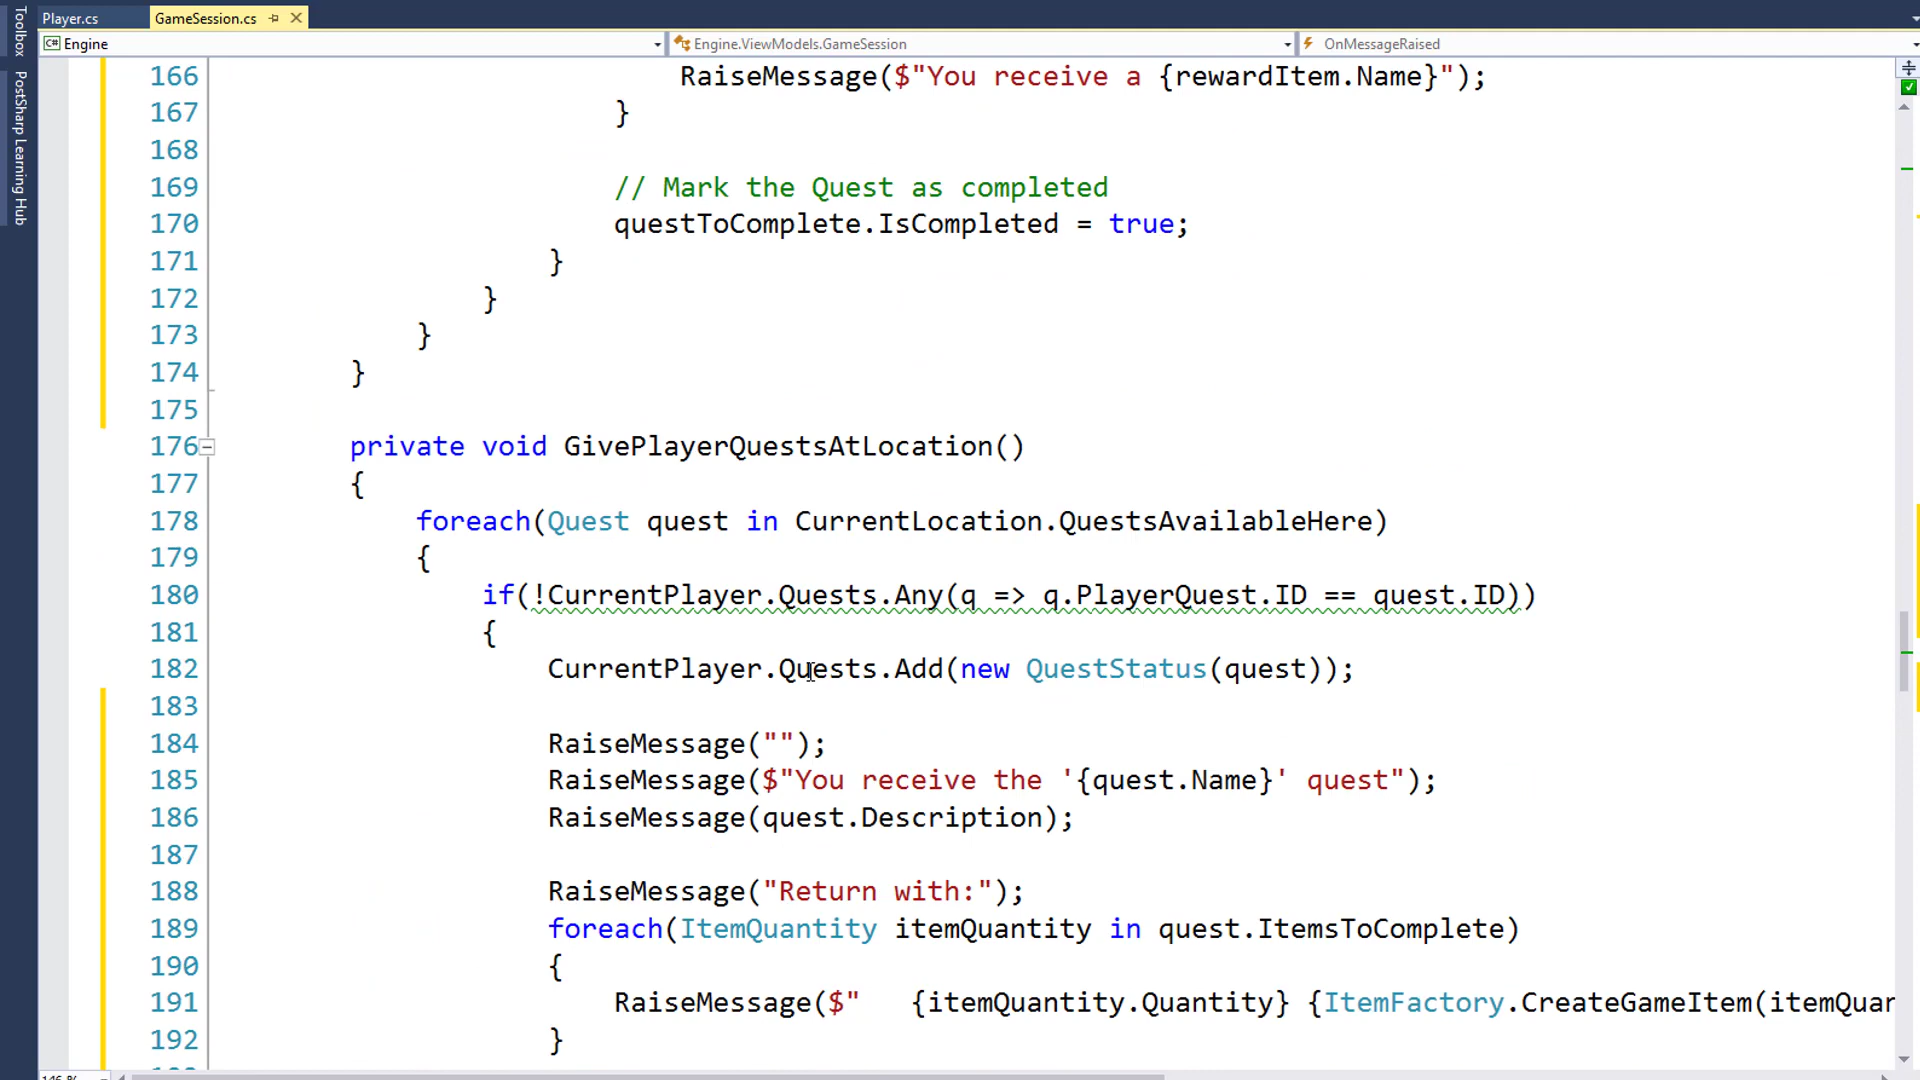 Player.cs
GameSession.cs
Toolbox
PostSharp Learning Hub
C# Engine
Engine.ViewModels.GameSession
OnMessageRaised
166 RaiseMessage($"You receive a {rewardItem.Name}");
167 }
168
169 // Mark the Quest as completed
170 questToComplete.IsCompleted = true;
171 }
172 }
173 }
174 }
175
176 private void GivePlayerQuestsAtLocation()
177 {
178 foreach(Quest quest in CurrentLocation.QuestsAvailableHere)
179 {
180 if(!CurrentPlayer.Quests.Any(q => q.PlayerQuest.ID == quest.ID))
181 {
182 CurrentPlayer.Quests.Add(new QuestStatus(quest));
183
184 RaiseMessage("");
185 RaiseMessage($"You receive the '{quest.Name}' quest");
186 RaiseMessage(quest.Description);
187
188 RaiseMessage("Return with:");
189 foreach(ItemQuantity itemQuantity in quest.ItemsToComplete)
190 {
191 RaiseMessage($"   {itemQuantity.Quantity} {ItemFactory.CreateGameItem(itemQuan
192 }